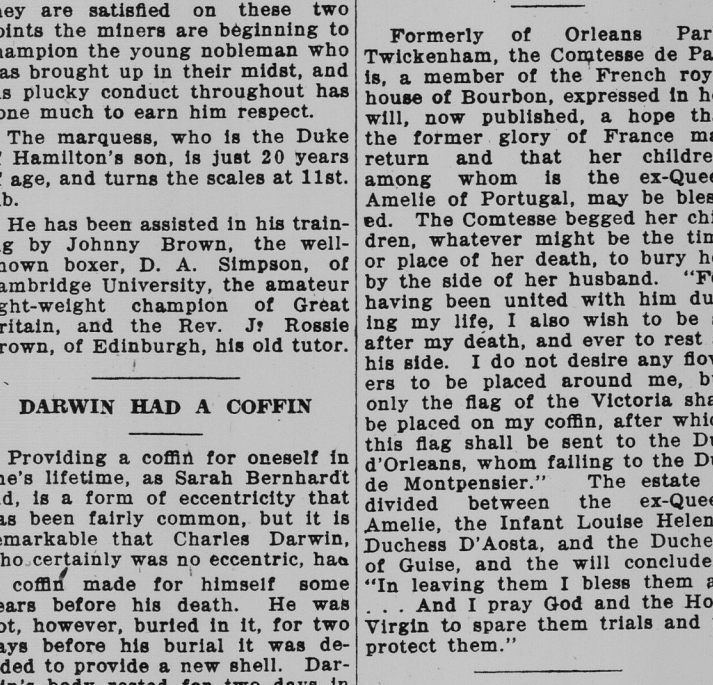 ey are satisfied on these two
oints the miners are beginning to
hampion the young nobleman who
as brought up in their midst, and
s plucky conduct throughout has
one much to earn him respect.
The marquess, who is the Duke
f Hamilton's son, is just 20 years
f age, and turns the scales at 11st.
b.
He has been assisted in his train-
g by Johnny Brown, the well-
nown boxer, D. A. Simpson, of
ambridge University, the amateur
ght-weight champion of Great
ritain, and the Rev. J. Rossie
rown, of Edinburgh, his old tutor.
DARWIN HAD A COFFIN
Providing a coffin for oneself in
ne's lifetime, as Sarah Bernhardt
id, is a form of eccentricity that
as been fairly common, but it is
emarkable that Charles Darwin,
ho certainly was no eccentric, had
coffin made for himself some
ears before his death. He was
ot, however, buried in it, for two
ays before his burial it was de-
ded to provide a new shell. Dar-
in's body rested for two days in
Formerly of Orleans Par
Twickenham, the Comtesse de Pa
is, a member of the French roy
house of Bourbon, expressed in he
will, now published, a hope tha
the former glory of France ma
return and that her childre
among whom is the ex-Quee
Amelie of Portugal, may be bles
ed. The Comtesse begged her chi
dren, whatever might be the tim
or place of her death, to bury he
by the side of her husband. "Fo
having been united with him du
ing my life, I also wish to be s
after my death, and ever to rest
his side. I do not desire any flow
ers to be placed around me, bu
only the flag of the Victoria sha
be placed on my coffin, after whic
this flag shall be sent to the Du
d'Orleans, whom failing to the Du
de Montpensier." The estate
divided between the ex-Quee
Amelie, the Infant Louise Helen
Duchess D'Aosta, and the Duche
of Guise, and the will conclude
"In leaving them I bless them a
. . . And I pray God and the Ho
Virgin to spare them trials and
protect them."